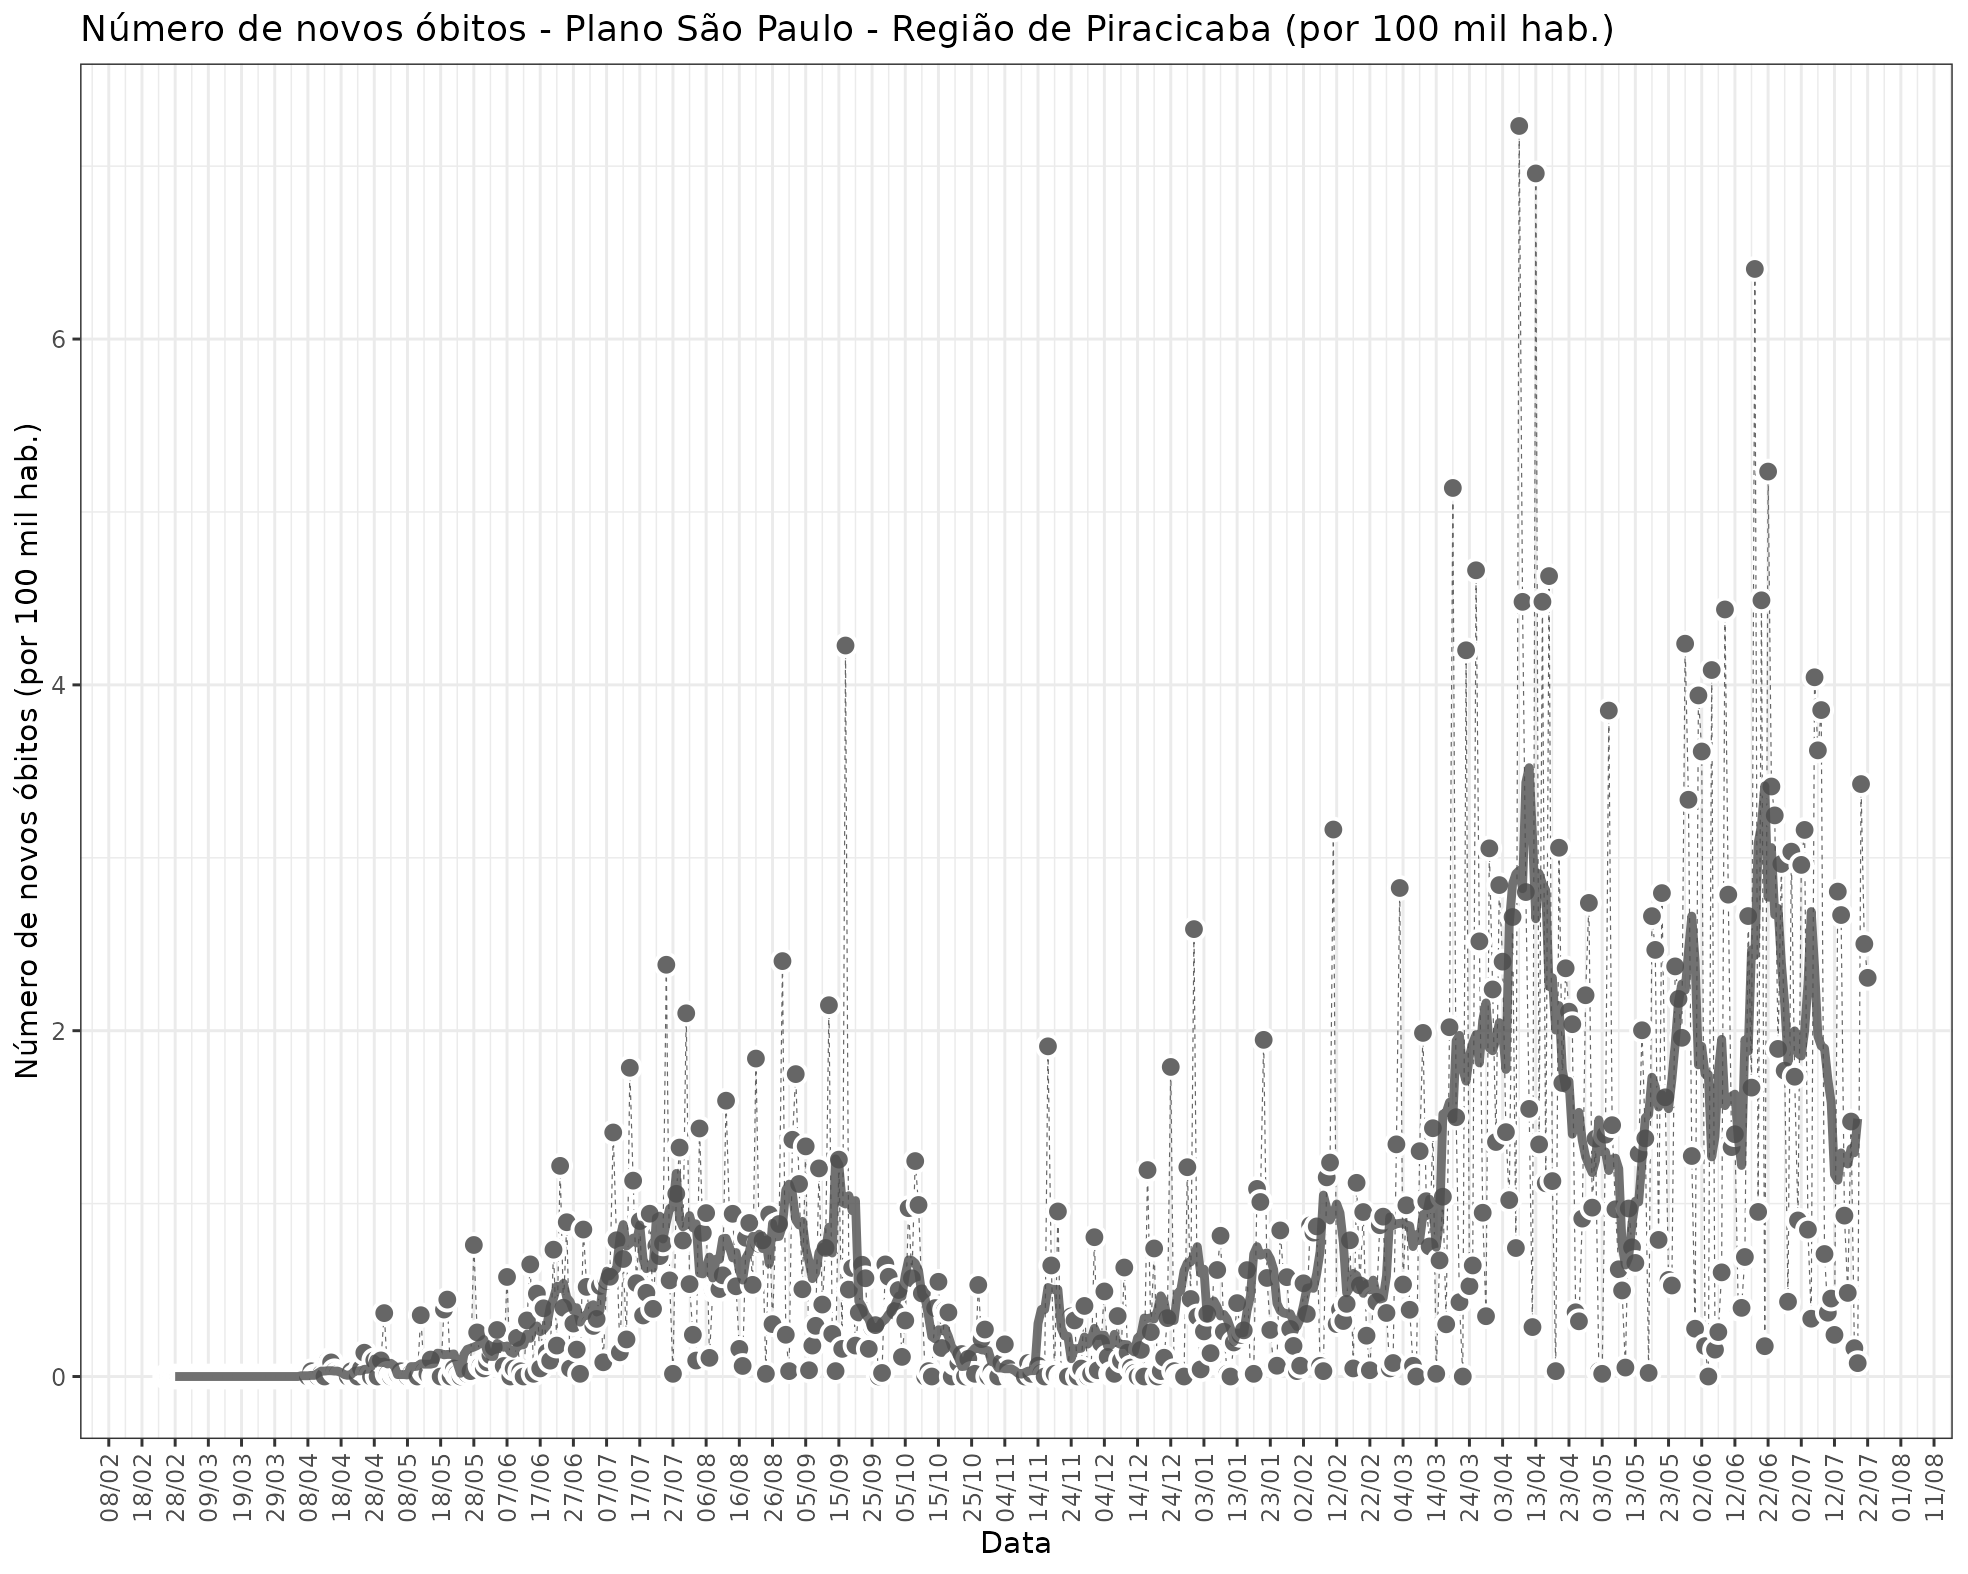 Número de novos óbitos - Plano São Paulo - Região de Piracicaba (por 100 mil hab.)
Número de novos óbitos (por 100 mil hab.)
6
4
2
0
08/02 18/02 28/02 09/03 19/03 29/03 08/04 18/04 28/04 08/05 18/05 28/05 07/06 17/06 27/06 07/07 17/07 27/07 06/08 16/08 26/08 05/09 15/09 25/09 05/10 15/10 25/10 04/11 14/11 24/11 04/12 14/12 24/12 03/01 13/01 23/01 02/02 12/02 22/02 04/03 14/03 24/03 03/04 13/04 23/04 03/05 13/05 23/05 02/06 12/06 22/06 02/07 12/07 22/07 01/08 11/08
Data